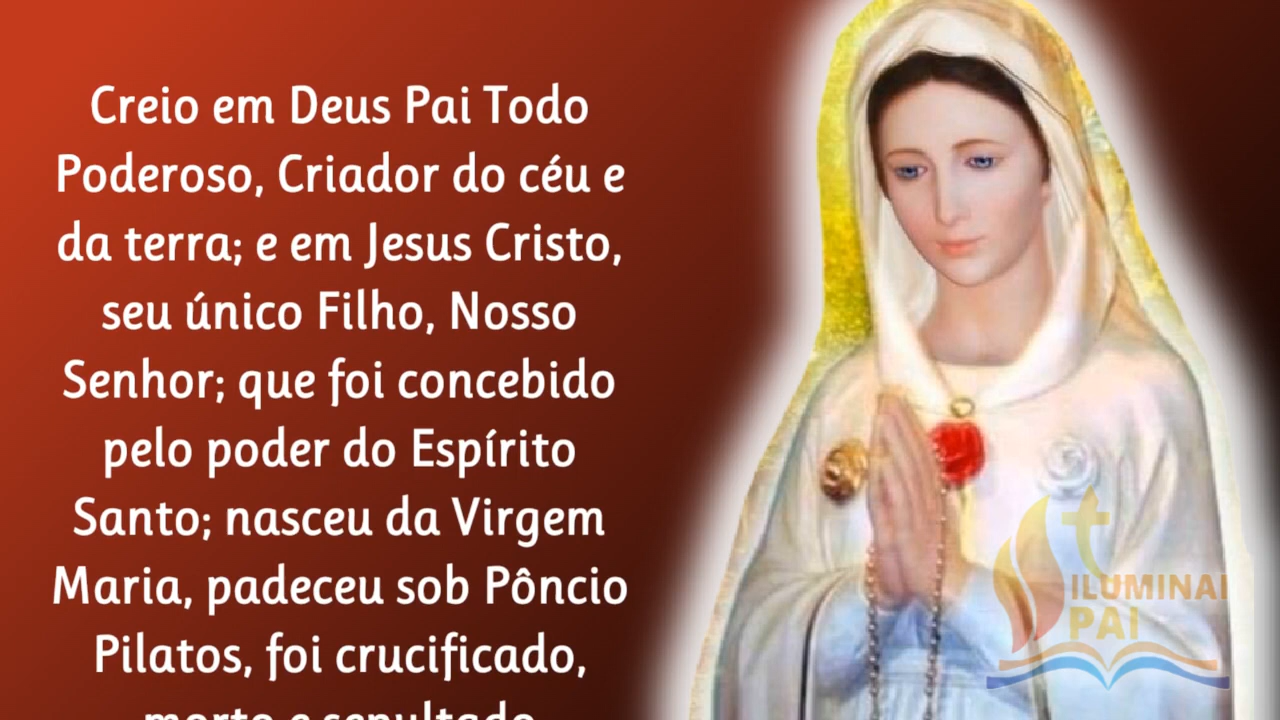 Creio em Deus Pai Todo
Poderoso, Criador do céu e
da terra; e em Jesus Cristo,
seu único Filho, Nosso
Senhor; que foi concebido
pelo poder do Espírito
Santo; nasceu da Virgem
Maria, padeceu sob Pôncio
Pilatos, foi crucificado,
morto e sepultado
ILUMINAI
PAI